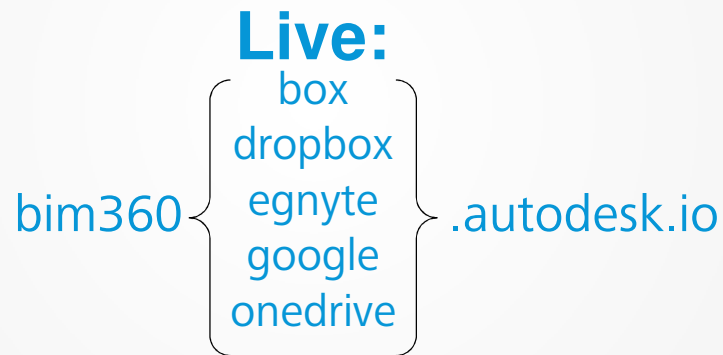 Live:
box
dropbox
bim360 egnyte .autodesk.io
google
onedrive